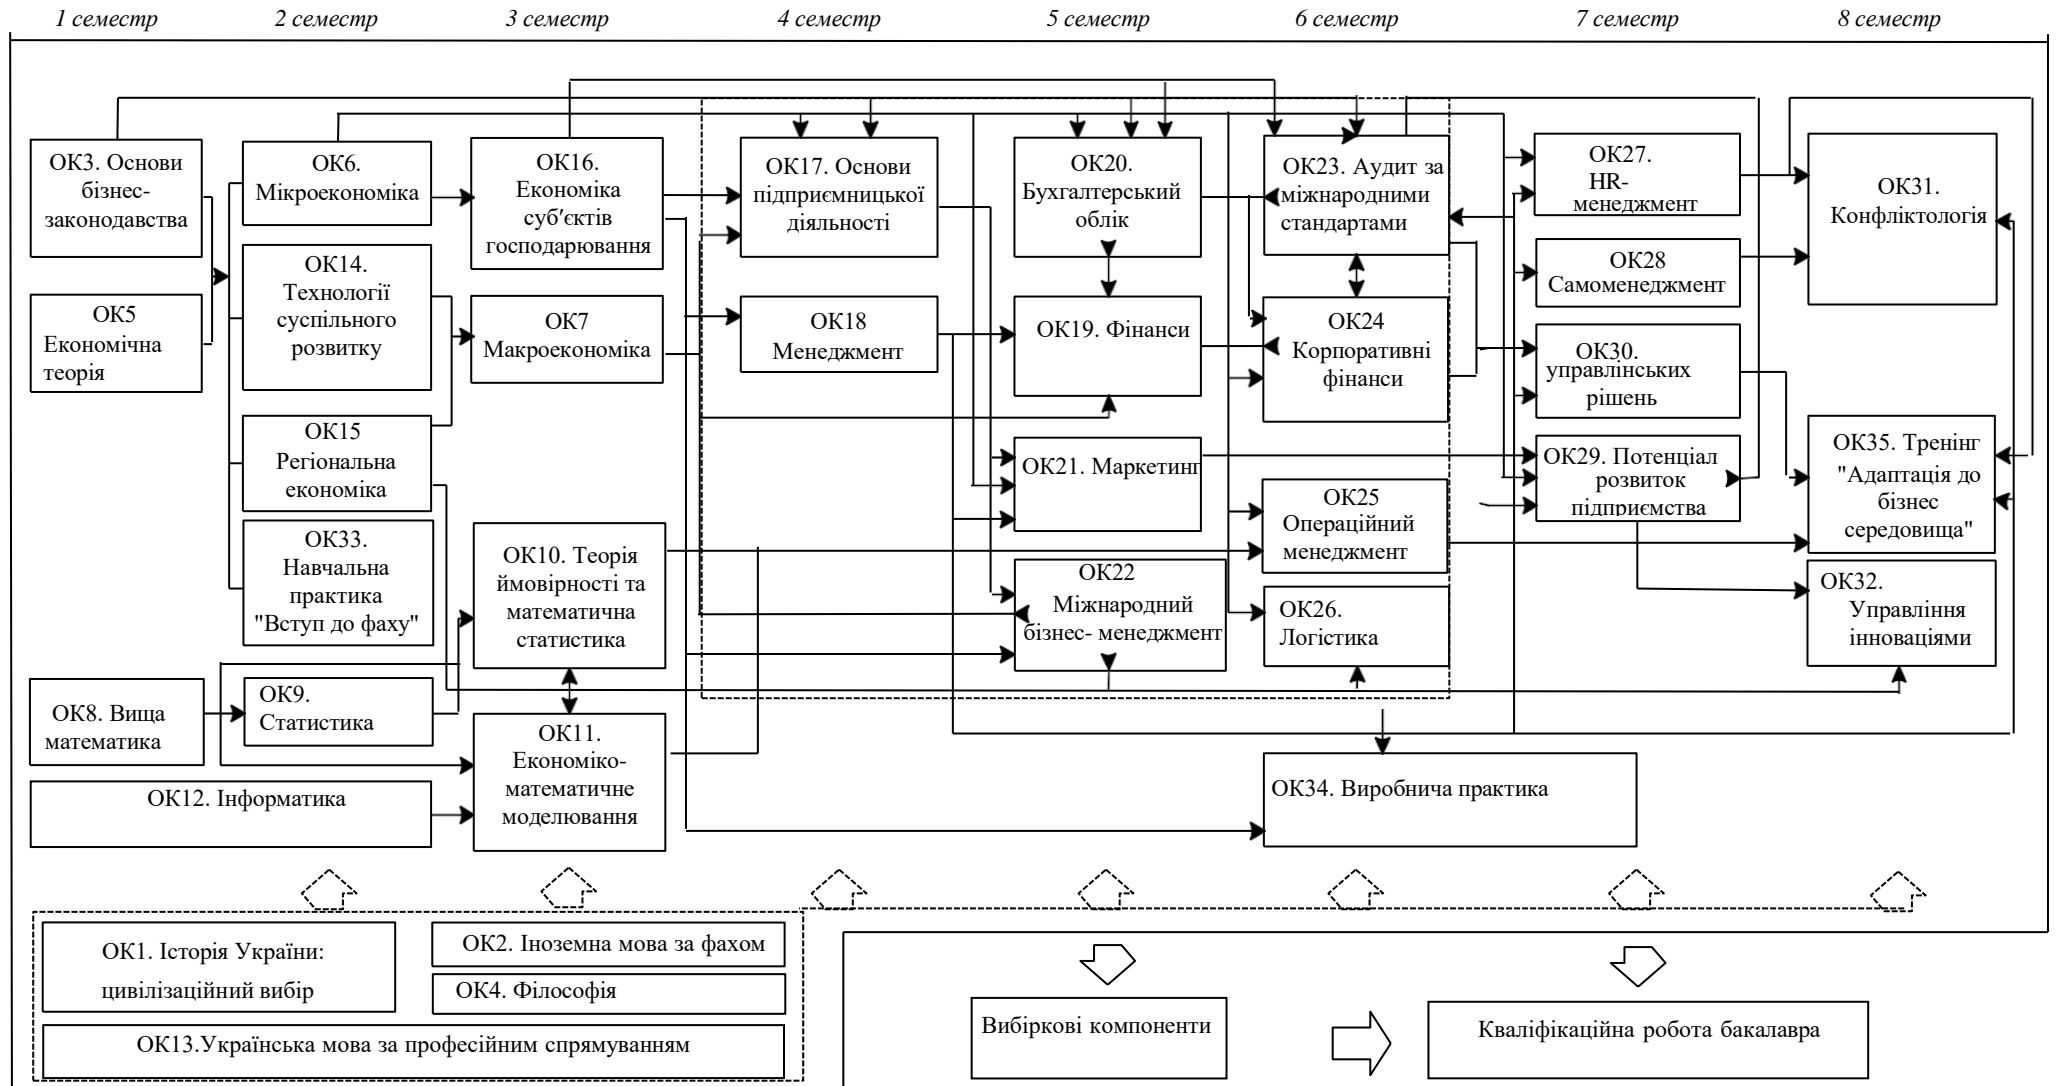 1 семестр
2 семестр
3 семестр
4 семестр
5 семестр
6 семестр
7 семестр
8 семестр
ОК3. Основи
бізнес-
законодавства
ОК5
Економічна
теорія
ОК8. Вища
математика
ОК12. Інформатика
ОК6.
Мікроекономіка
ОК14.
Технології
суспільного
розвитку
ОК15
Регіональна
економіка
ОК33.
Навчальна
практика
"Вступ до фаху"
ОК9.
Статистика
ОК16.
Економіка
суб′єктів
господарювання
ОК7
Макроекономіка
ОК10. Теорія
ймовірності та
математична
статистика
ОК11.
Економіко-
математичне
моделювання
ОК17. Основи
підприємницької
діяльності
ОК18
Менеджмент
ОК20.
Бухгалтерський
облік
ОК19. Фінанси
ОК21. Маркетинг
ОК22
Міжнародний
бізнес- менеджмент
ОК23. Аудит за
міжнародними
стандартами
ОК24
Корпоративні
фінанси
ОК25
Операційний
менеджмент
ОК26.
Логістика
ОК34. Виробнича практика
ОК27.
HR-
менеджмент
ОК28
Самоменеджмент
ОК30.
управлінських
рішень
ОК29. Потенціал
розвиток
підприємства
ОК31.
Конфліктологія
ОК35. Тренінг
"Адаптація до
бізнес
середовища"
ОК32.
Управління
інноваціями
ОК1. Історія України:
цивілізаційний вибір
ОК2. Іноземна мова за фахом
ОК4. Філософія
ОК13.Українська мова за професійним спрямуванням
Вибіркові компоненти
Кваліфікаційна робота бакалавра